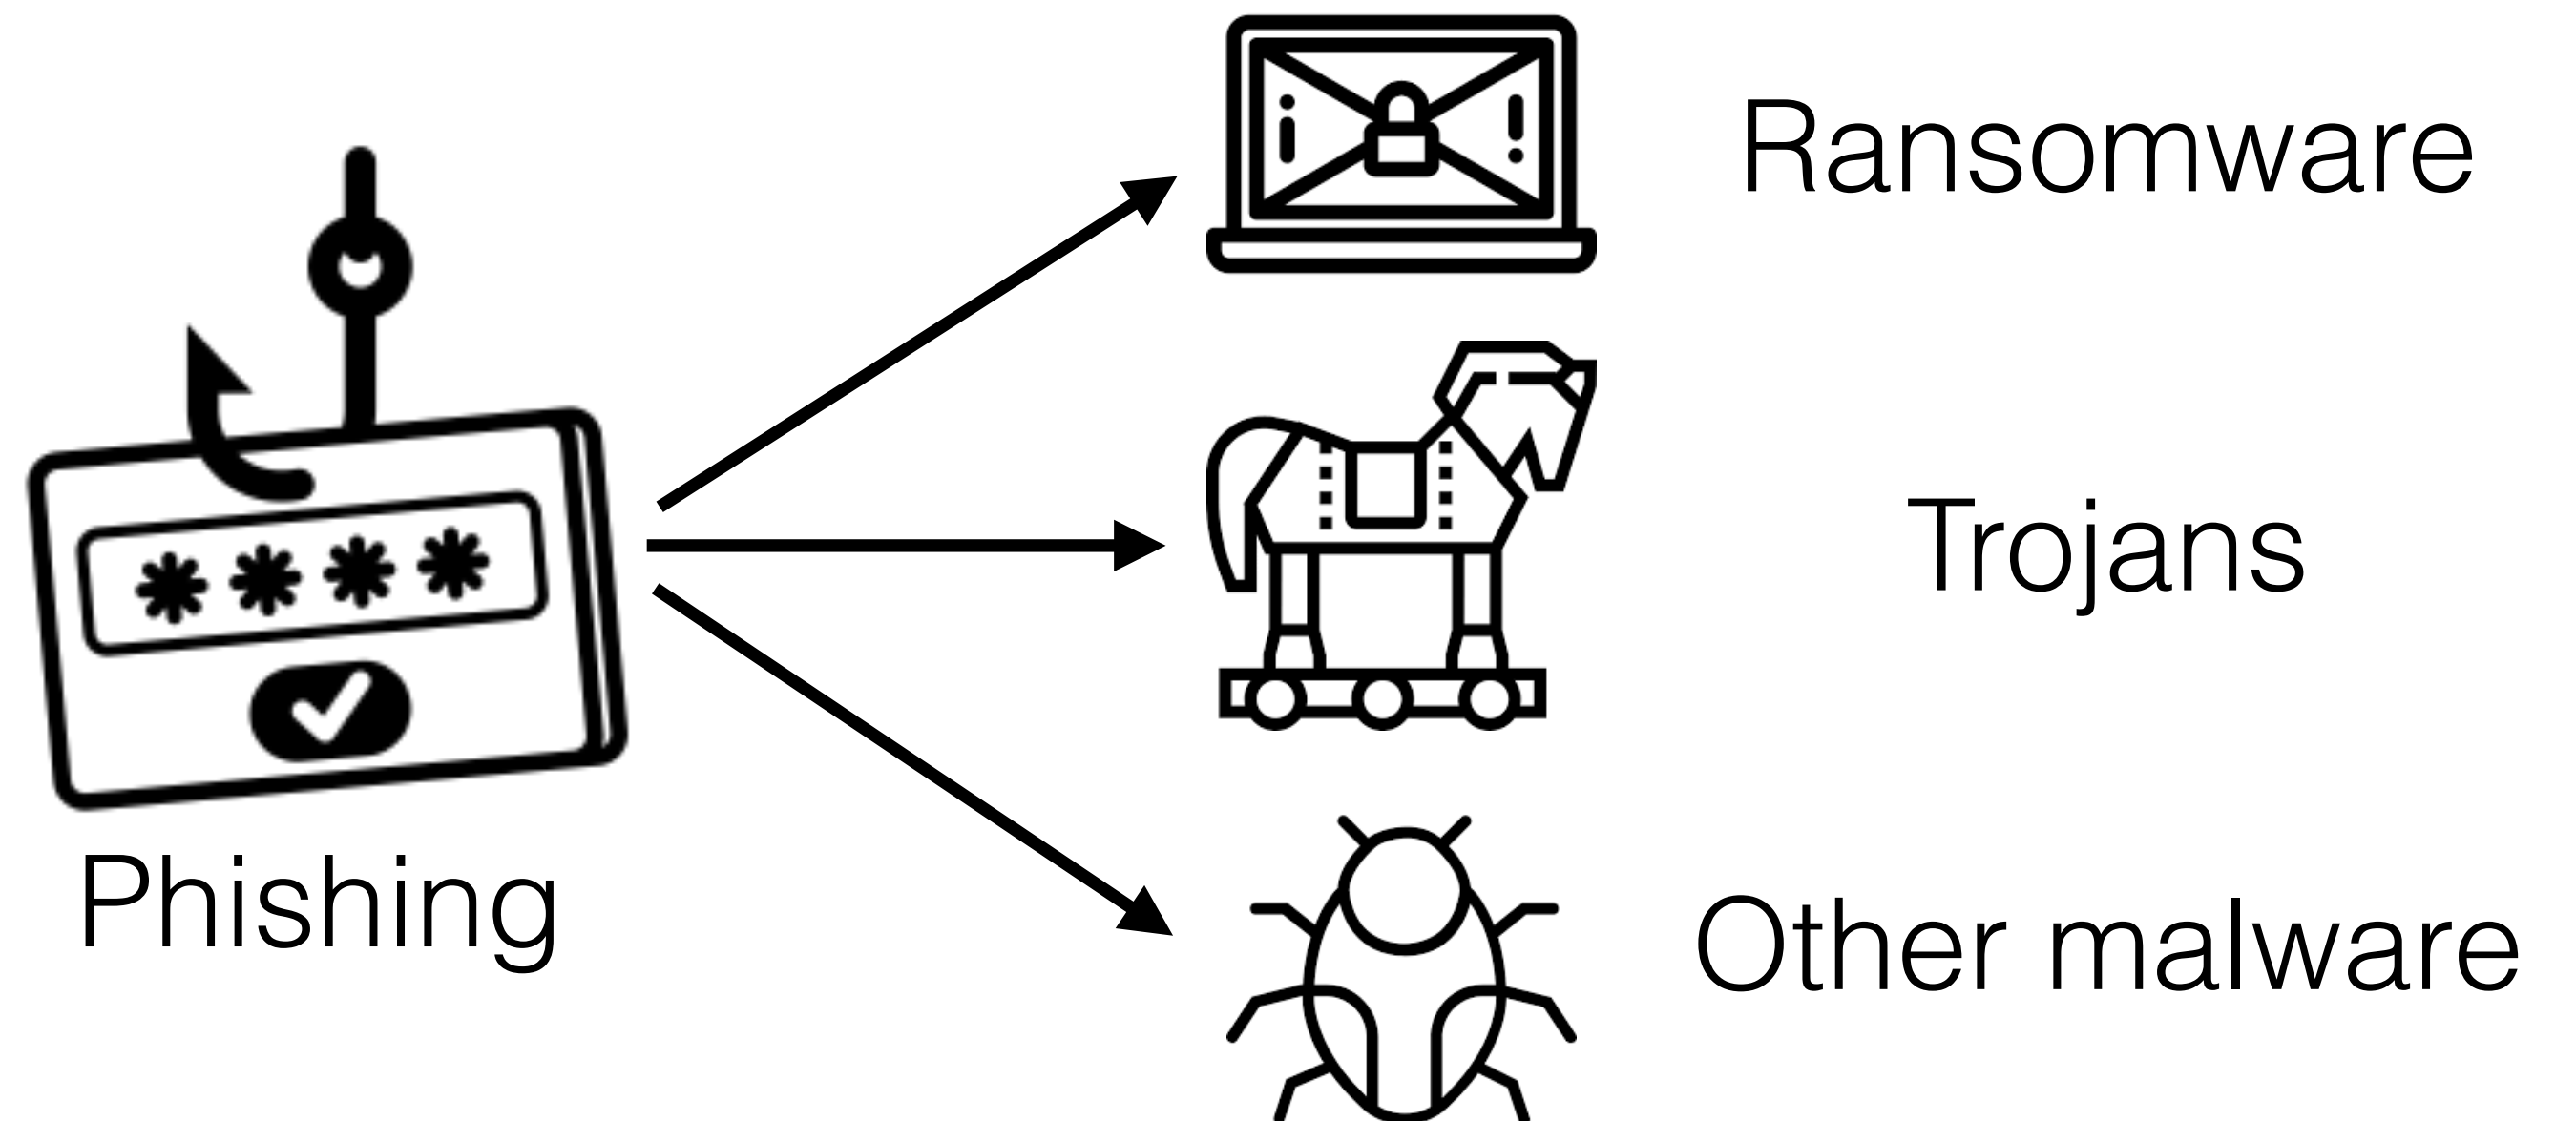 Ransomware
Trojans
* * * *
Phishing
Other malware